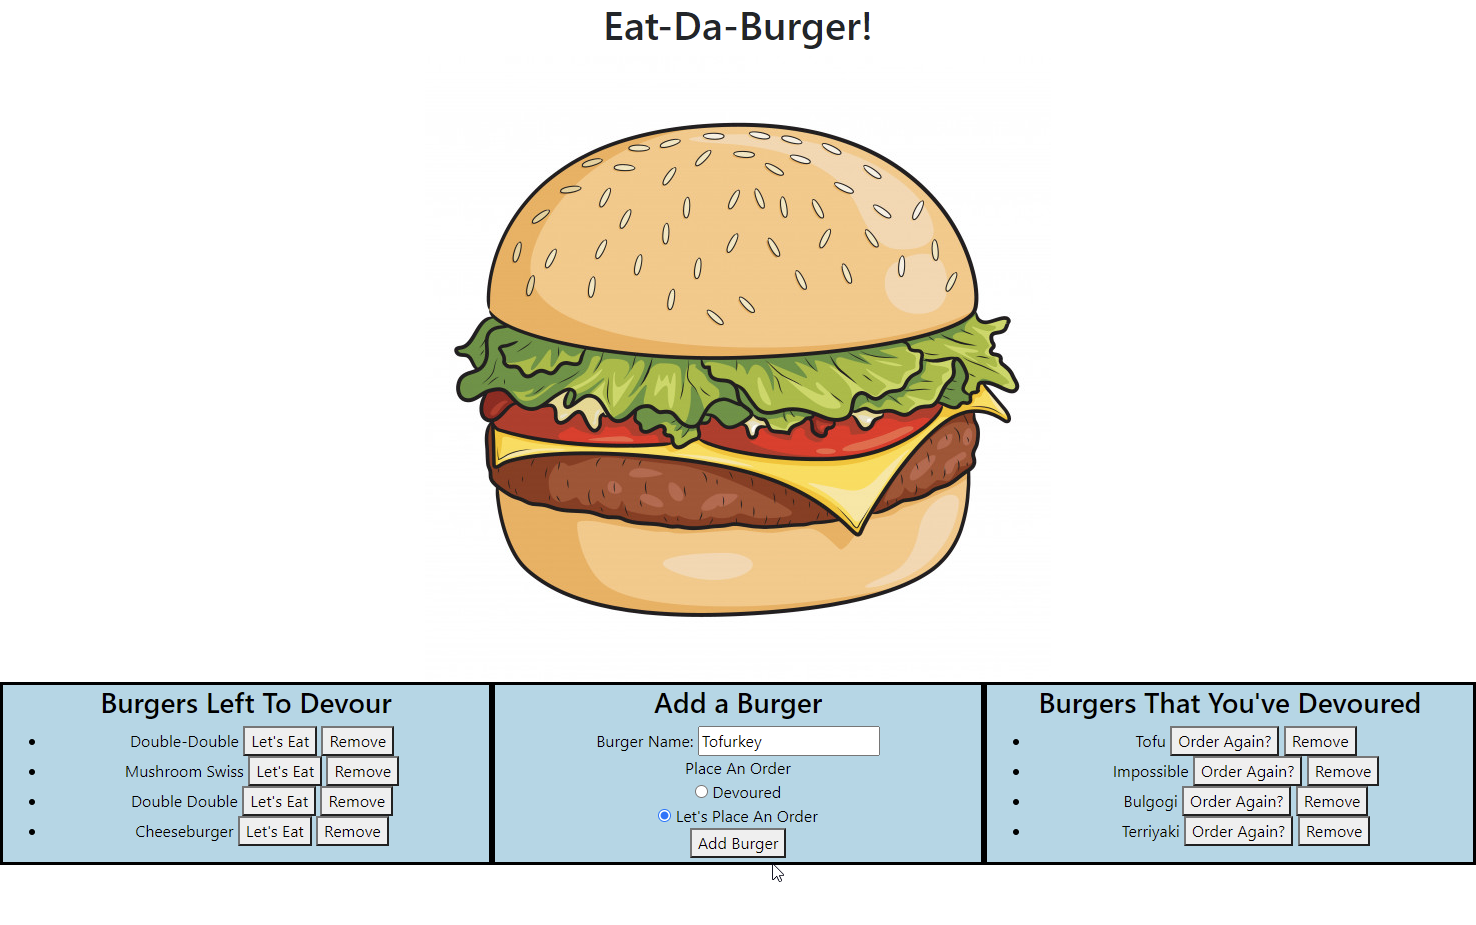 Eat-Da-Burger!
Burgers Left To Devour
Double-Double Let's Eat Remove
Mushroom Swiss Let's Eat Remove
Double Double Let's Eat Remove
Cheeseburger Let's Eat Remove
Add a Burger
Burger Name: Tofurkey
Place An Order
Devoured
Let's Place An Order
Add Burger
Burgers That You've Devoured
Tofu Order Again? Remove
Impossible Order Again? Remove
Bulgogi Order Again? Remove
Terriyaki Order Again? Remove